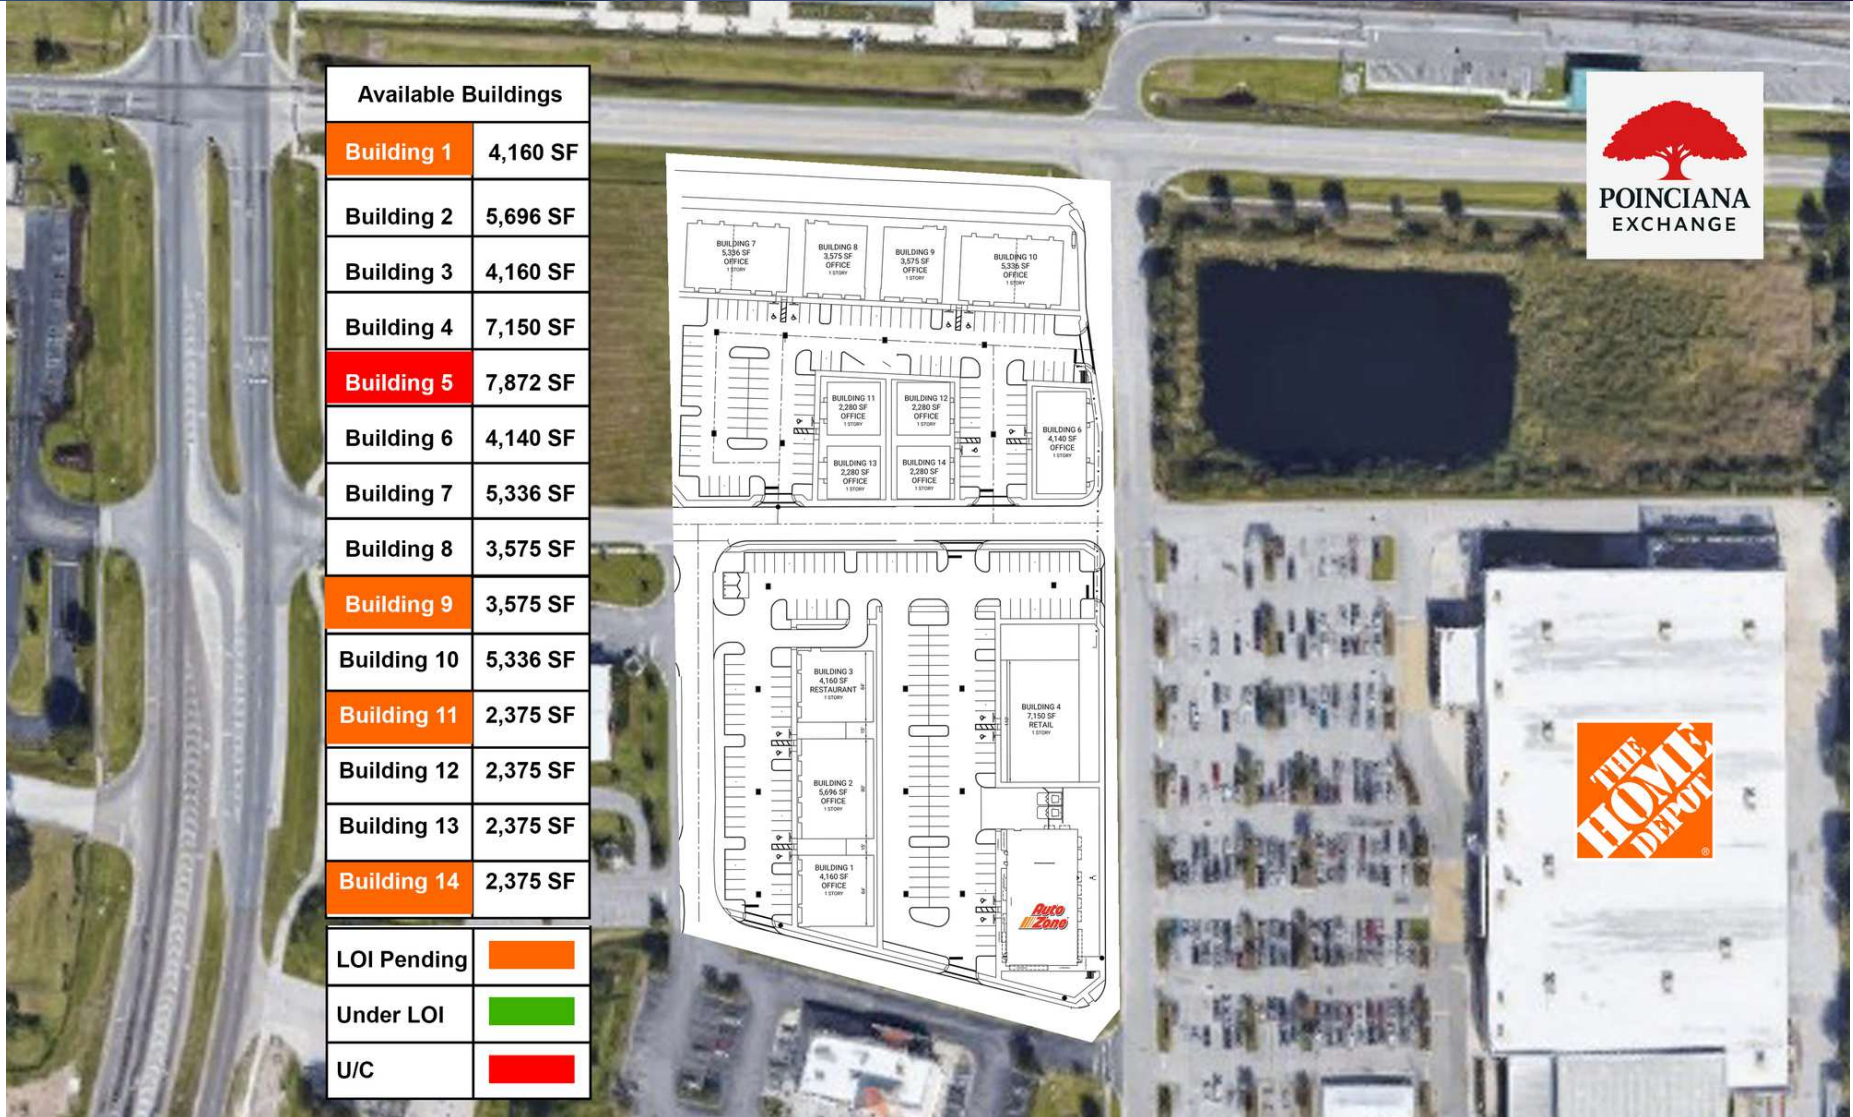 Available Buildings
Building 1 4,160 SF
Building 2 5,696 SF
Building 3 4,160 SF
Building 4 7,150 SF
Building 5 7,872 SF
Building 6 4,140 SF
Building 7 5,336 SF
Building 8 3,575 SF
Building 9 3,575 SF
Building 10 5,336 SF
Building 11 2,375 SF
Building 12 2,375 SF
Building 13 2,375 SF
Building 14 2,375 SF
LOI Pending
Under LOI
U/C
BUILDING 7
5,336 SF
OFFICE
1 STORY
BUILDING 8
3,575 SF
OFFICE
1 STORY
BUILDING 9
3,575 SF
OFFICE
1 STORY
BUILDING 10
5,336 SF
OFFICE
1 STORY
BUILDING 11
2,280 SF
OFFICE
1 STORY
BUILDING 12
2,280 SF
OFFICE
1 STORY
BUILDING 6
4,140 SF
OFFICE
1 STORY
BUILDING 13
2,280 SF
OFFICE
1 STORY
BUILDING 14
2,280 SF
OFFICE
1 STORY
BUILDING 3
4,160 SF
RESTAURANT
1 STORY
BUILDING 4
7,150 SF
RETAIL
1 STORY
BUILDING 2
5,696 SF
OFFICE
1 STORY
BUILDING 1
4,160 SF
OFFICE
1 STORY
Auto
Zone
POINCIANA
EXCHANGE
THE
HOME
DEPOT